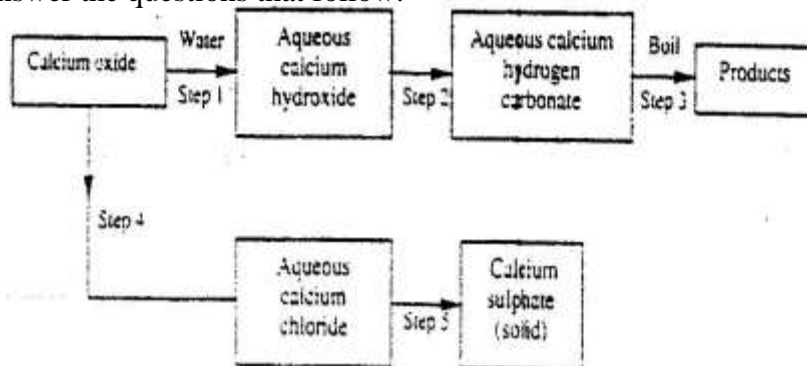 nswer the questions that follow.
Calcium oxide
Water
Step 1
Aqueous
calcium
hydroxide
Step 2
Aqueous calcium
hydrogen
carbonate
Boil
Step 3
Products
Step 4
Aqueous
calcium
chloride
Step 5
Calcium
sulphate
(solid)